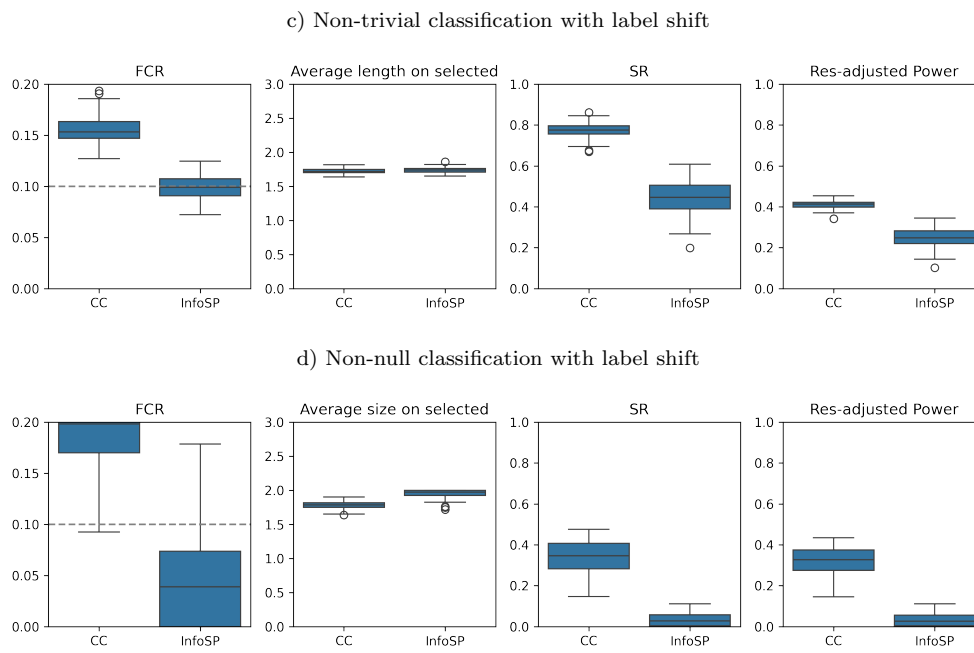 c) Non-trivial classification with label shift
FCR
Average length on selected
SR
Res-adjusted Power
0.20
0.15
0.10
0.05
0.00
CC
InfoSP
3.0
2.5
2.0
1.5
1.0
0.5
0.0
CC
InfoSP
1.0
0.8
0.6
0.4
0.2
0.0
CC
InfoSP
1.0
0.8
0.6
0.4
0.2
0.0
CC
InfoSP
d) Non-null classification with label shift
FCR
Average size on selected
SR
Res-adjusted Power
0.20
0.15
0.10
0.05
0.00
CC
InfoSP
3.0
2.5
2.0
1.5
1.0
0.5
0.0
CC
InfoSP
1.0
0.8
0.6
0.4
0.2
0.0
CC
InfoSP
1.0
0.8
0.6
0.4
0.2
0.0
CC
InfoSP